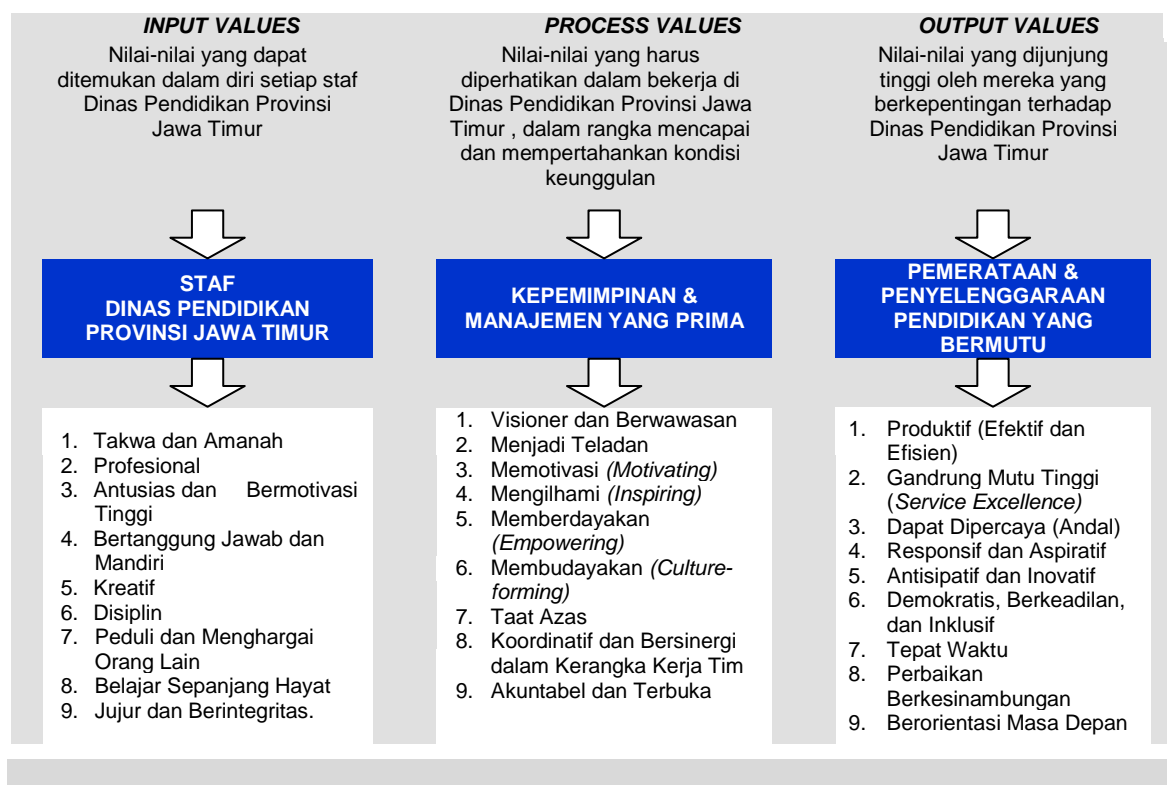 INPUT VALUES
Nilai-nilai yang dapat
ditemukan dalam diri setiap staf
Dinas Pendidikan Provinsi
Jawa Timur
STAF
DINAS PENDIDIKAN
PROVINSI JAWA TIMUR
1. Takwa dan Amanah
2. Profesional
3. Antusias dan Bermotivasi
Tinggi
4. Bertanggung Jawab dan
Mandiri
5. Kreatif
6. Disiplin
7. Peduli dan Menghargai
Orang Lain
8. Belajar Sepanjang Hayat
9. Jujur dan Berintegritas.
PROCESS VALUES
Nilai-nilai yang harus
diperhatikan dalam bekerja di
Dinas Pendidikan Provinsi Jawa
Timur , dalam rangka mencapai
dan mempertahankan kondisi
keunggulan
KEPEMIMPINAN &
MANAJEMEN YANG PRIMA
1. Visioner dan Berwawasan
2. Menjadi Teladan
3. Memotivasi (Motivating)
4. Mengilhami (Inspiring)
5. Memberdayakan
(Empowering)
6. Membudayakan (Culture-
forming)
7. Taat Azas
8. Koordinatif dan Bersinergi
dalam Kerangka Kerja Tim
9. Akuntabel dan Terbuka
OUTPUT VALUES
Nilai-nilai yang dijunjung
tinggi oleh mereka yang
berkepentingan terhadap
Dinas Pendidikan Provinsi
Jawa Timur
PEMERATAAN &
PENYELENGGARAAN
PENDIDIKAN YANG
BERMUTU
1. Produktif (Efektif dan
Efisien)
2. Gandrung Mutu Tinggi
(Service Excellence)
3. Dapat Dipercaya (Andal)
4. Responsif dan Aspiratif
5. Antisipatif dan Inovatif
6. Demokratis, Berkeadilan,
dan Inklusif
7. Tepat Waktu
8. Perbaikan
Berkesinambungan
9. Berorientasi Masa Depan